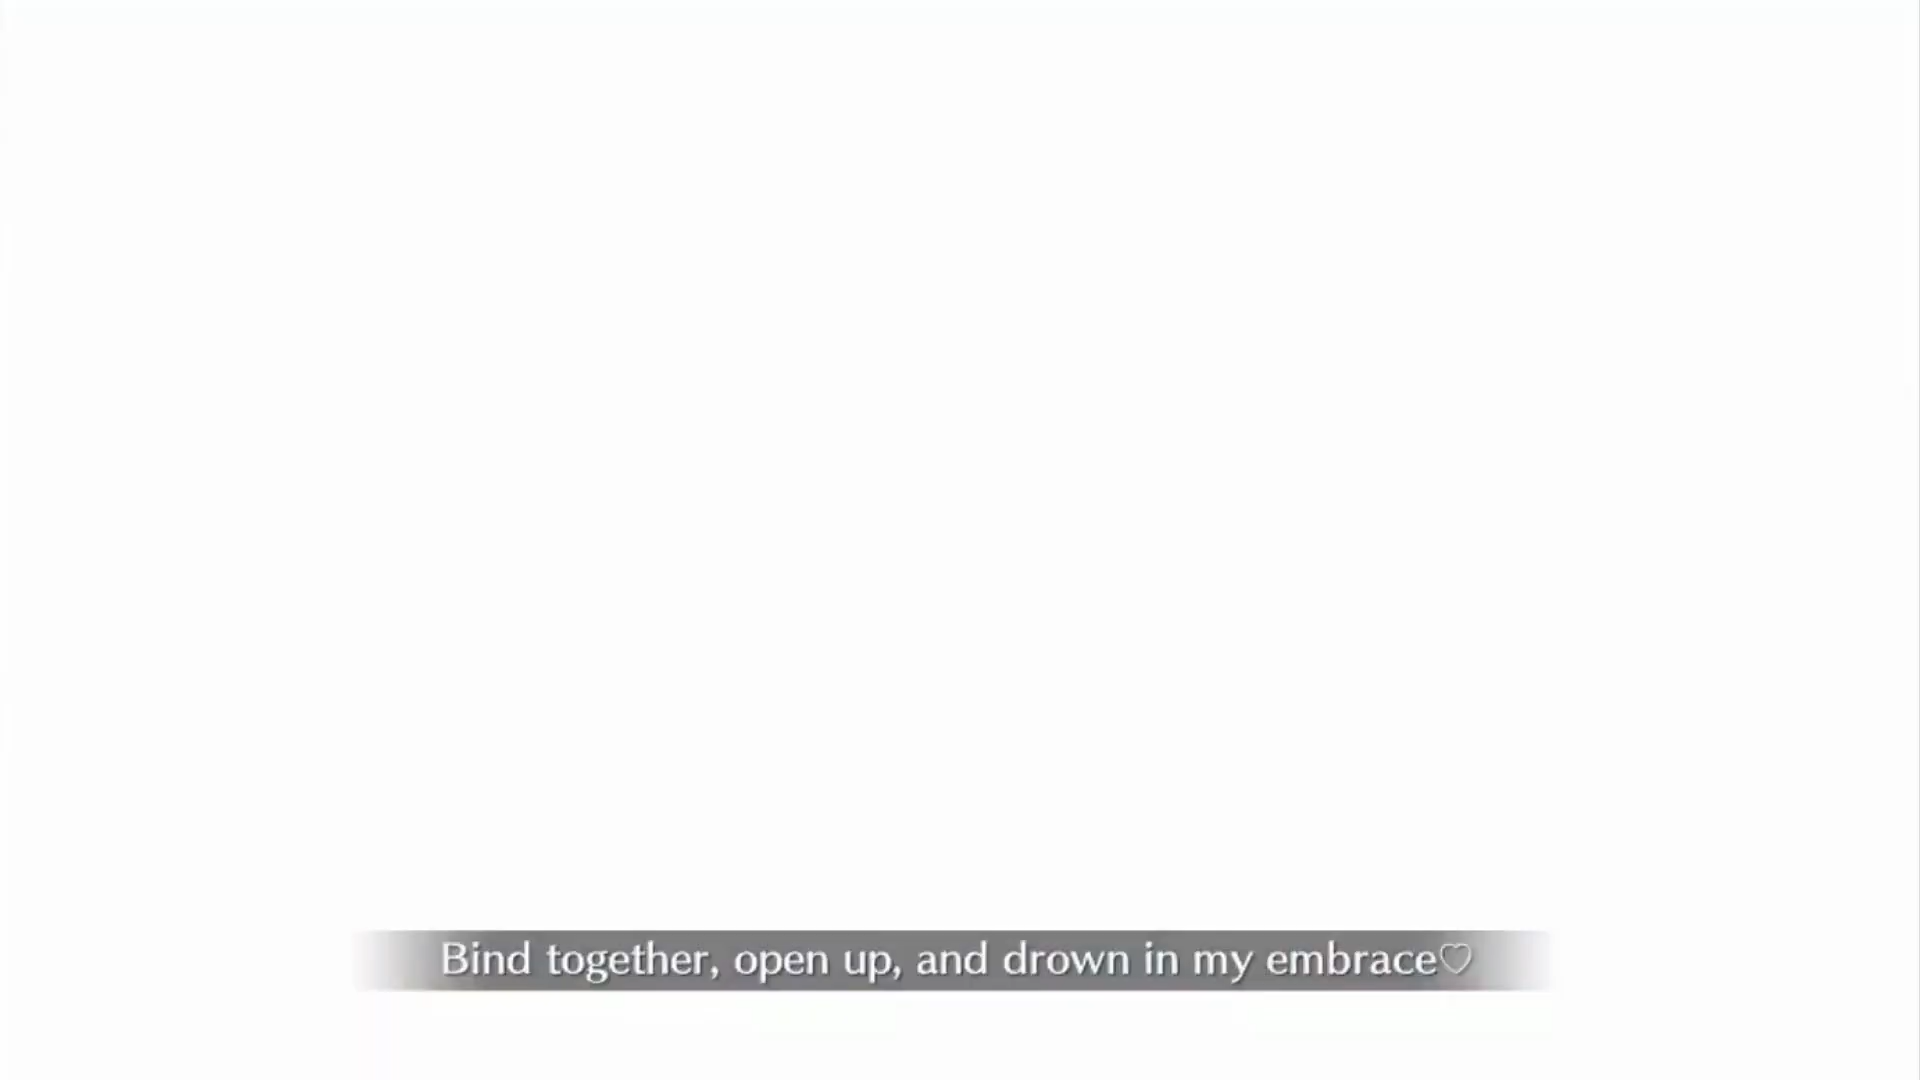 Bind together, open up, and drown in my embrace♡